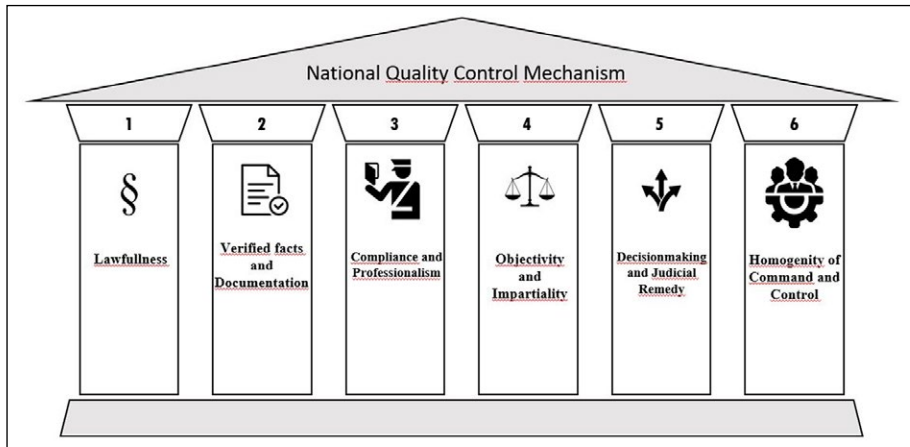 National Quality Control Mechanism
1
2
3
4
5
6
§
Lawfullness
Verified facts
and
Documentation
Compliance and
Professionalism
Objectivity
and
Impartiality
Decisionmaking
and Judicial
Remedy
Homogenity of
Command and
Control